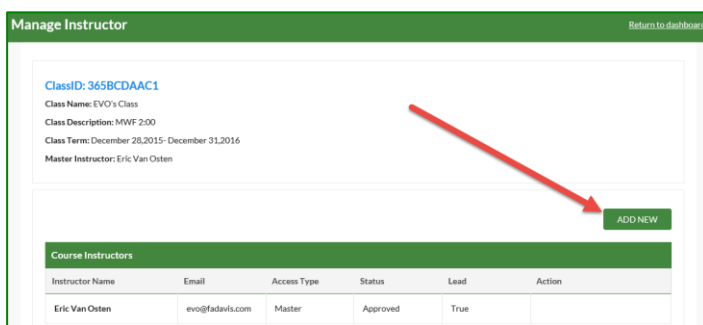 Manage Instructor Return to dashboard
ClassID: 365BCDAAC1
Class Name: EVO's Class
Class Description: MWF 2:00
Class Term: December 28,2015- December 31,2016
Master Instructor: Eric Van Osten
ADD NEW
Course Instructors
Instructor Name Email Access Type Status Lead Action
Eric Van Osten evo@fadavis.com Master Approved True